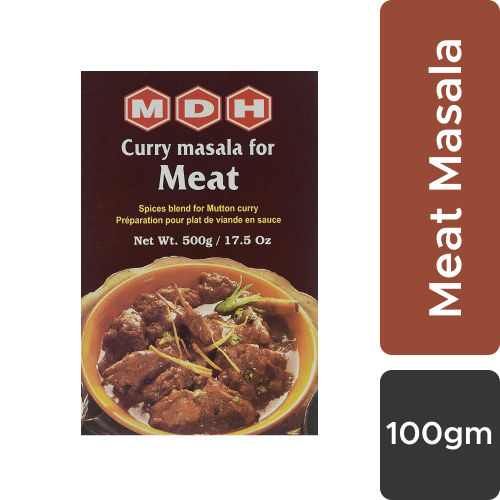 MDH
Curry masala for
Meat
Spices blend for Mutton curry
Préparation pour plat de viande en sauce
Net Wt. 500g / 17.5 Oz
Meat Masala
100gm